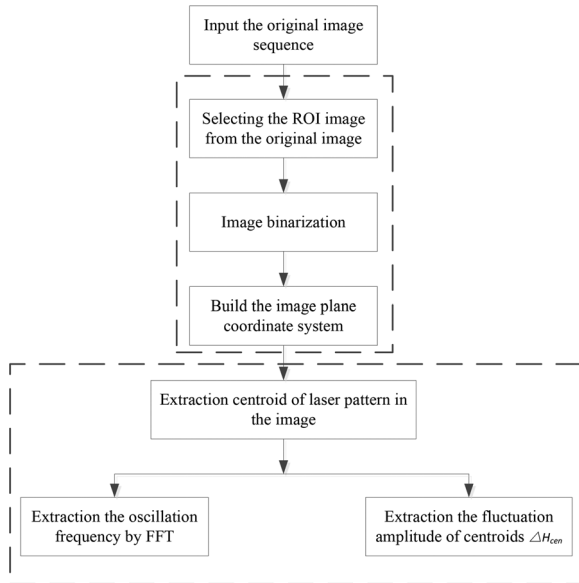 Input the original image
sequence
Selecting the ROI image
from the original image
Image binarization
Build the image plane
coordinate system
Extraction centroid of laser pattern in
the image
Extraction the oscillation
frequency by FFT
Extraction the fluctuation
amplitude of centroids △Hcen